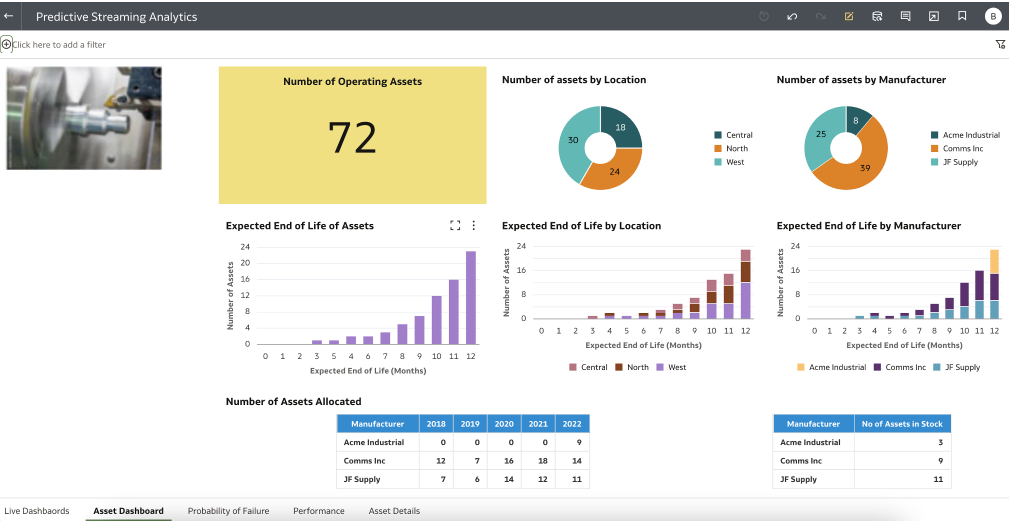 Predictive Streaming Analytics
B
Click here to add a filter
Number of Operating Assets
72
Number of assets by Location
18
24
30
Central
North
West
Number of assets by Manufacturer
8
39
25
Acme Industrial
Comms Inc
JF Supply
Expected End of Life of Assets
Number of Assets
24
20
16
12
8
4
0
0 1 2 3 5 4 6 7 8 9 10 11 12
Expected End of Life (Months)
Expected End of Life by Location
Number of Assets
24
16
8
0
0 1 2 3 4 5 6 7 8 9 10 11 12
Expected End of Life (Months)
Central North West
Expected End of Life by Manufacturer
Number of Assets
24
16
8
0
0 1 2 3 4 5 6 7 8 9 10 11 12
Expected End of Life (Months)
Acme Industrial Comms Inc JF Supply
Number of Assets Allocated
Manufacturer 2018 2019 2020 2021 2022
Acme Industrial 0 0 0 0 9
Comms Inc 12 7 16 18 14
JF Supply 7 6 14 12 11
Manufacturer No of Assets in Stock
Acme Industrial 3
Comms Inc 9
JF Supply 11
Live Dashbaords Asset Dashboard Probability of Failure Performance Asset Details